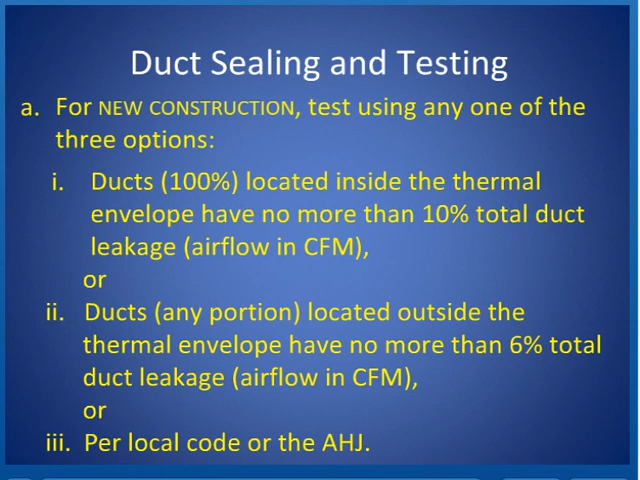 Duct Sealing and Testing
a. For NEW CONSTRUCTION, test using any one of the
three options:
i. Ducts (100%) located inside the thermal
envelope have no more than 10% total duct
leakage (airflow in CFM),
or
ii. Ducts (any portion) located outside the
thermal envelope have no more than 6% total
duct leakage (airflow in CFM),
or
iii. Per local code or the AHJ.